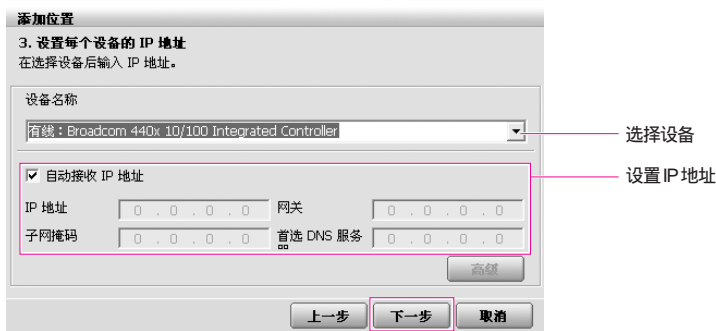 添加位置
3. 设置每个设备的 IP 地址
在选择设备后输入 IP 地址。
设备名称
有线：Broadcom 440x 10/100 Integrated Controller
选择设备
自动接收 IP 地址
设置IP地址
IP 地址 0 . 0 . 0 . 0 网关 0 . 0 . 0 . 0
子网掩码 0 . 0 . 0 . 0 首选 DNS 服务 0 . 0 . 0 . 0
高级
上一步 下一步 取消